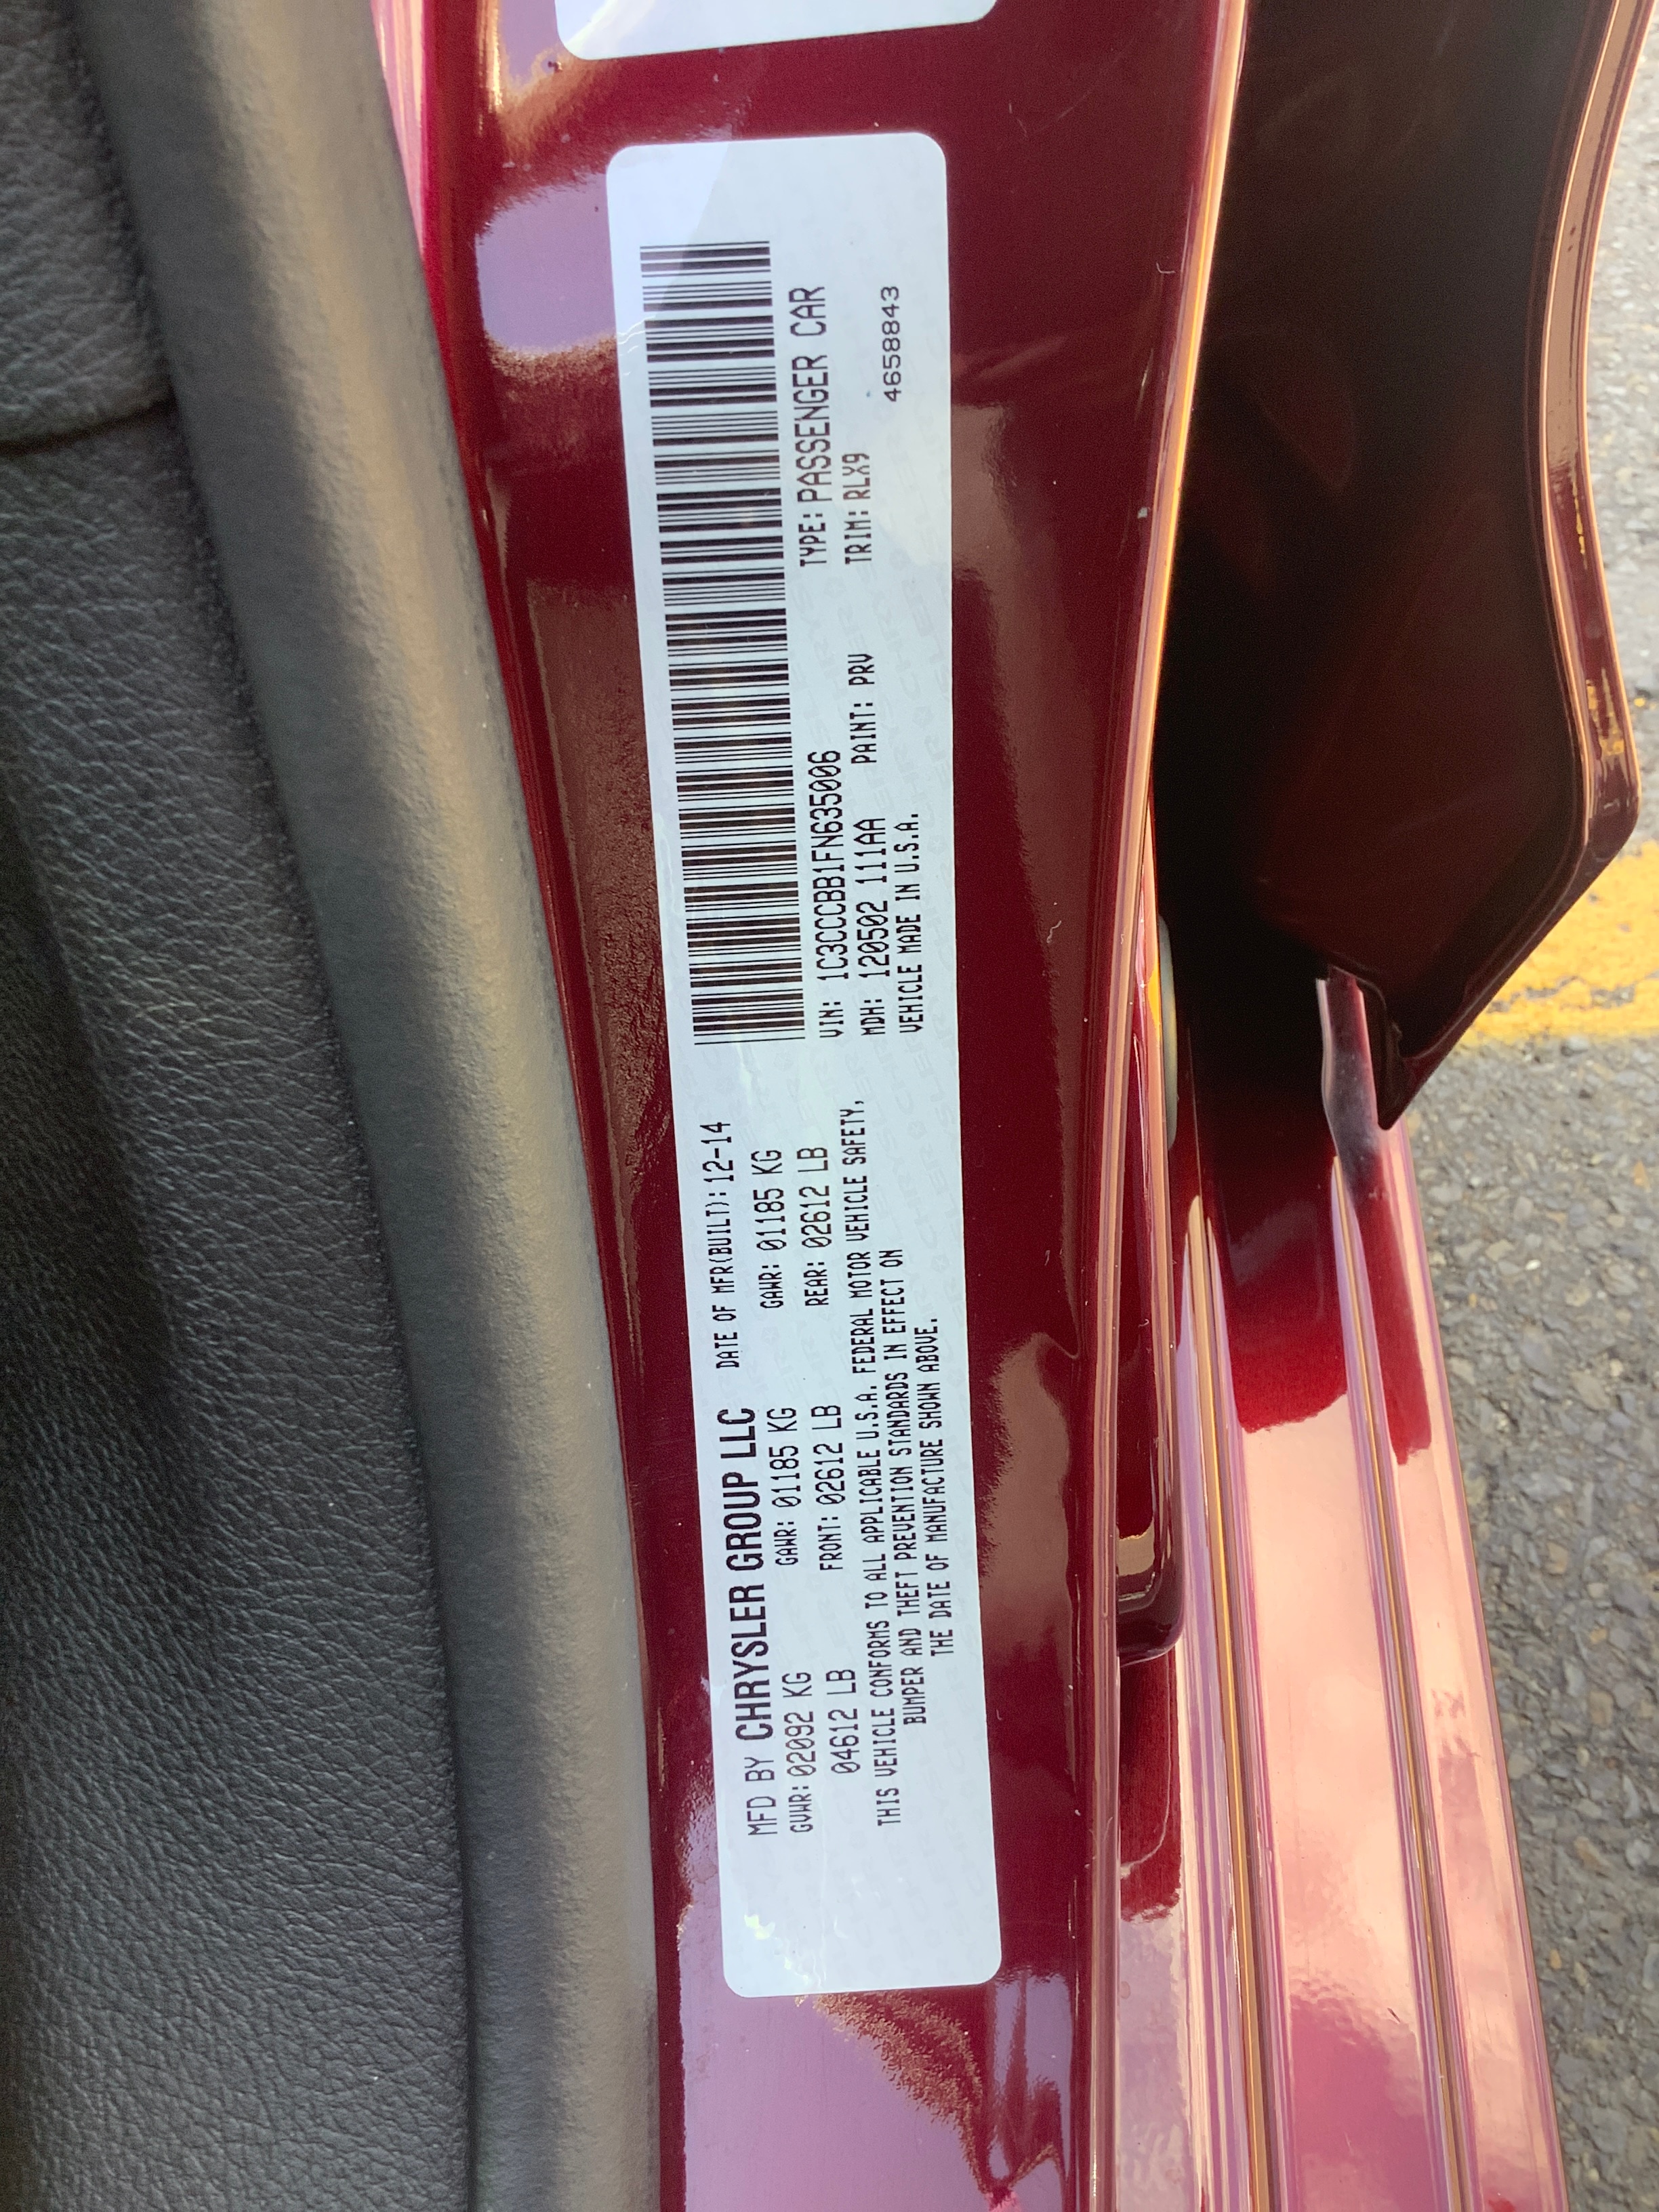 MFD BY CHRYSLER GROUP LLC DATE OF MFR(BUILT):12-14
GVWR:02092 KG GAWR: 01185 KG GAWR: 01185 KG
04612 LB FRONT: 02612 LB REAR: 02612 LB
THIS VEHICLE CONFORMS TO ALL APPLICABLE U.S.A. FEDERAL MOTOR VEHICLE SAFETY,
BUMPER AND THEFT PREVENTION STANDARDS IN EFFECT ON
THE DATE OF MANUFACTURE SHOWN ABOVE.
VIN: 1C3CCCBB1FN635006 TYPE: PASSENGER CAR
MDH: 120502 111AA PAINT: PRV TRIM: RLX9
VEHICLE MADE IN U.S.A. 4658843